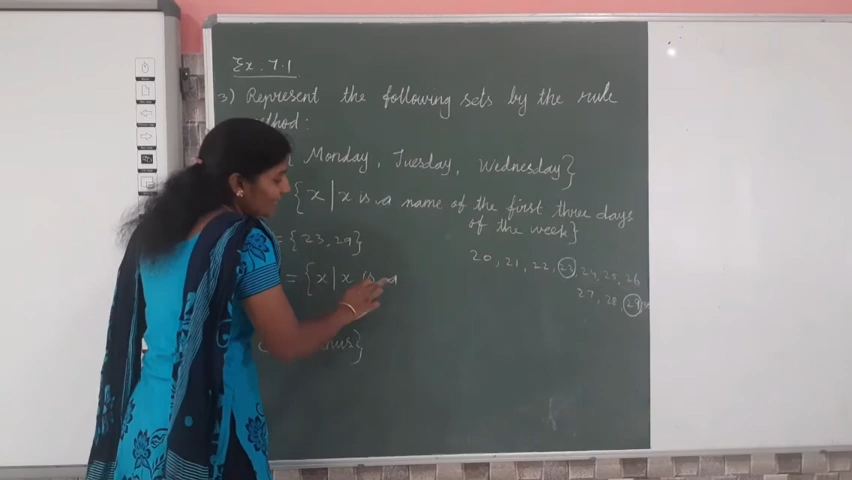 Ex. 7.1
3) Represent the following sets by the rule
method:
Monday, Tuesday, Wednesday}
{x | x is a name of the first three days
of the week}
= {23, 29}
20, 21, 22, 23, 24, 25, 26
27, 28, 29
= {x | x is a